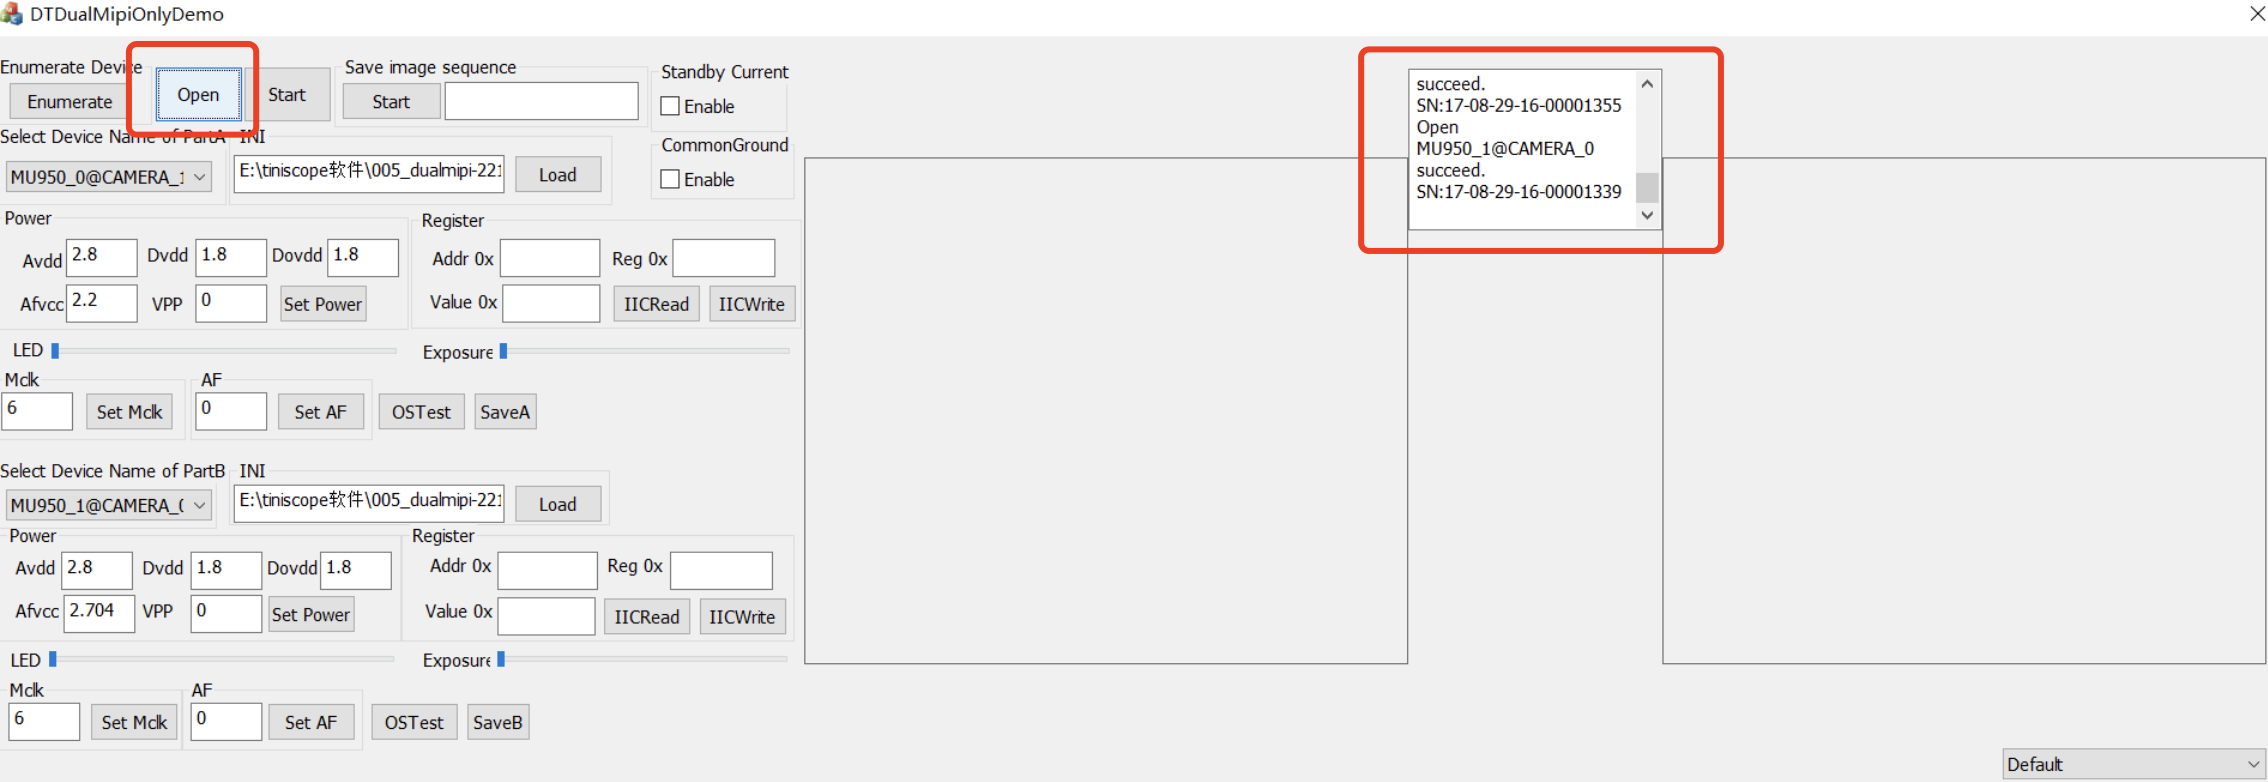 DTDualMipiOnlyDemo
Enumerate Device
Enumerate
Open
Start
Save image sequence
Start
Standby Current
Enable
CommonGround
Enable
succeed.
SN:17-08-29-16-00001355
Open
MU950_1@CAMERA_0
succeed.
SN:17-08-29-16-00001339
Select Device Name of PartA
MU950_0@CAMERA_1
INI
E:\tiniscope软件\005_dualmipi-221
Load
Power
Avdd 2.8 Dvdd 1.8 Dovdd 1.8
Afvcc 2.2 VPP 0 Set Power
Register
Addr 0x Reg 0x
Value 0x IICRead IICWrite
LED Exposure
Mclk
6 Set Mclk
AF
0 Set AF
OSTest SaveA
Select Device Name of PartB
MU950_1@CAMERA_(
INI
E:\tiniscope软件\005_dualmipi-221
Load
Power
Avdd 2.8 Dvdd 1.8 Dovdd 1.8
Afvcc 2.704 VPP 0 Set Power
Register
Addr 0x Reg 0x
Value 0x IICRead IICWrite
LED Exposure
Mclk
6 Set Mclk
AF
0 Set AF
OSTest SaveB
Default